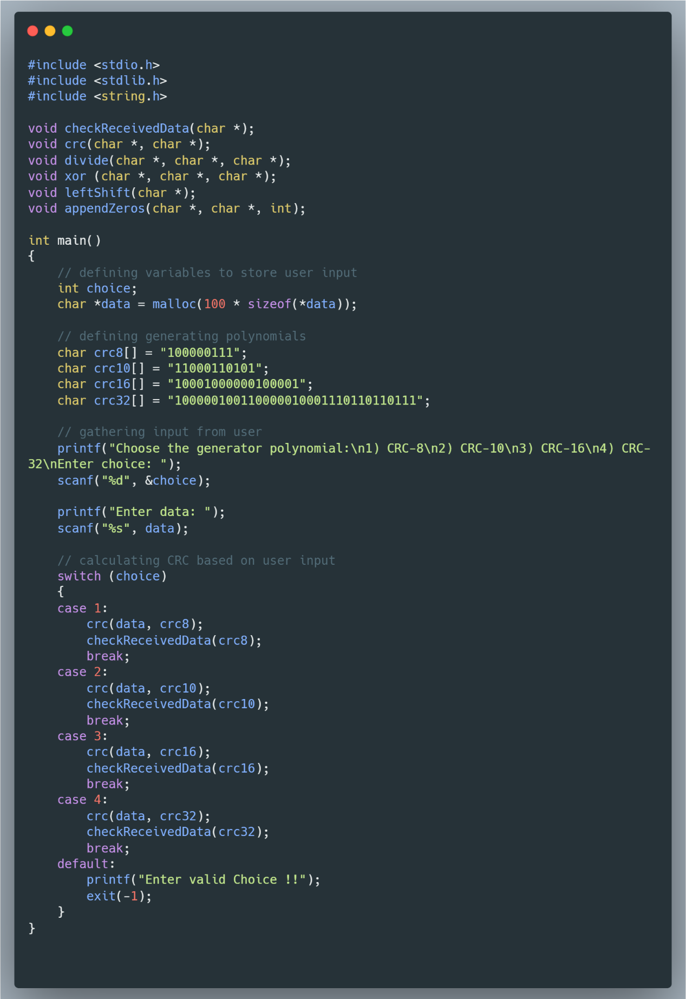 #include <stdio.h>
#include <stdlib.h>
#include <string.h>

void checkReceivedData(char *);
void crc(char *, char *);
void divide(char *, char *, char *);
void xor (char *, char *, char *);
void leftShift(char *);
void appendZeros(char *, char *, int);

int main()
{
    // defining variables to store user input
    int choice;
    char *data = malloc(100 * sizeof(*data));

    // defining generating polynomials
    char crc8[] = "100000111";
    char crc10[] = "11000110101";
    char crc16[] = "10001000000100001";
    char crc32[] = "100000100110000010001110110110111";

    // gathering input from user
    printf("Choose the generator polynomial:\n1) CRC-8\n2) CRC-10\n3) CRC-16\n4) CRC-
32\nEnter choice: ");
    scanf("%d", &choice);

    printf("Enter data: ");
    scanf("%s", data);

    // calculating CRC based on user input
    switch (choice)
    {
    case 1:
        crc(data, crc8);
        checkReceivedData(crc8);
        break;
    case 2:
        crc(data, crc10);
        checkReceivedData(crc10);
        break;
    case 3:
        crc(data, crc16);
        checkReceivedData(crc16);
        break;
    case 4:
        crc(data, crc32);
        checkReceivedData(crc32);
        break;
    default:
        printf("Enter valid Choice !!");
        exit(-1);
    }
}